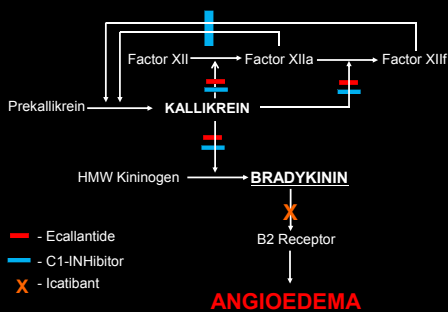 Factor XII
Factor XIIa
Factor XIIf
Prekallikrein
KALLIKREIN
HMW Kininogen
BRADYKININ
X
B2 Receptor
- Ecallantide
- C1-INHibitor
X - Icatibant
ANGIOEDEMA